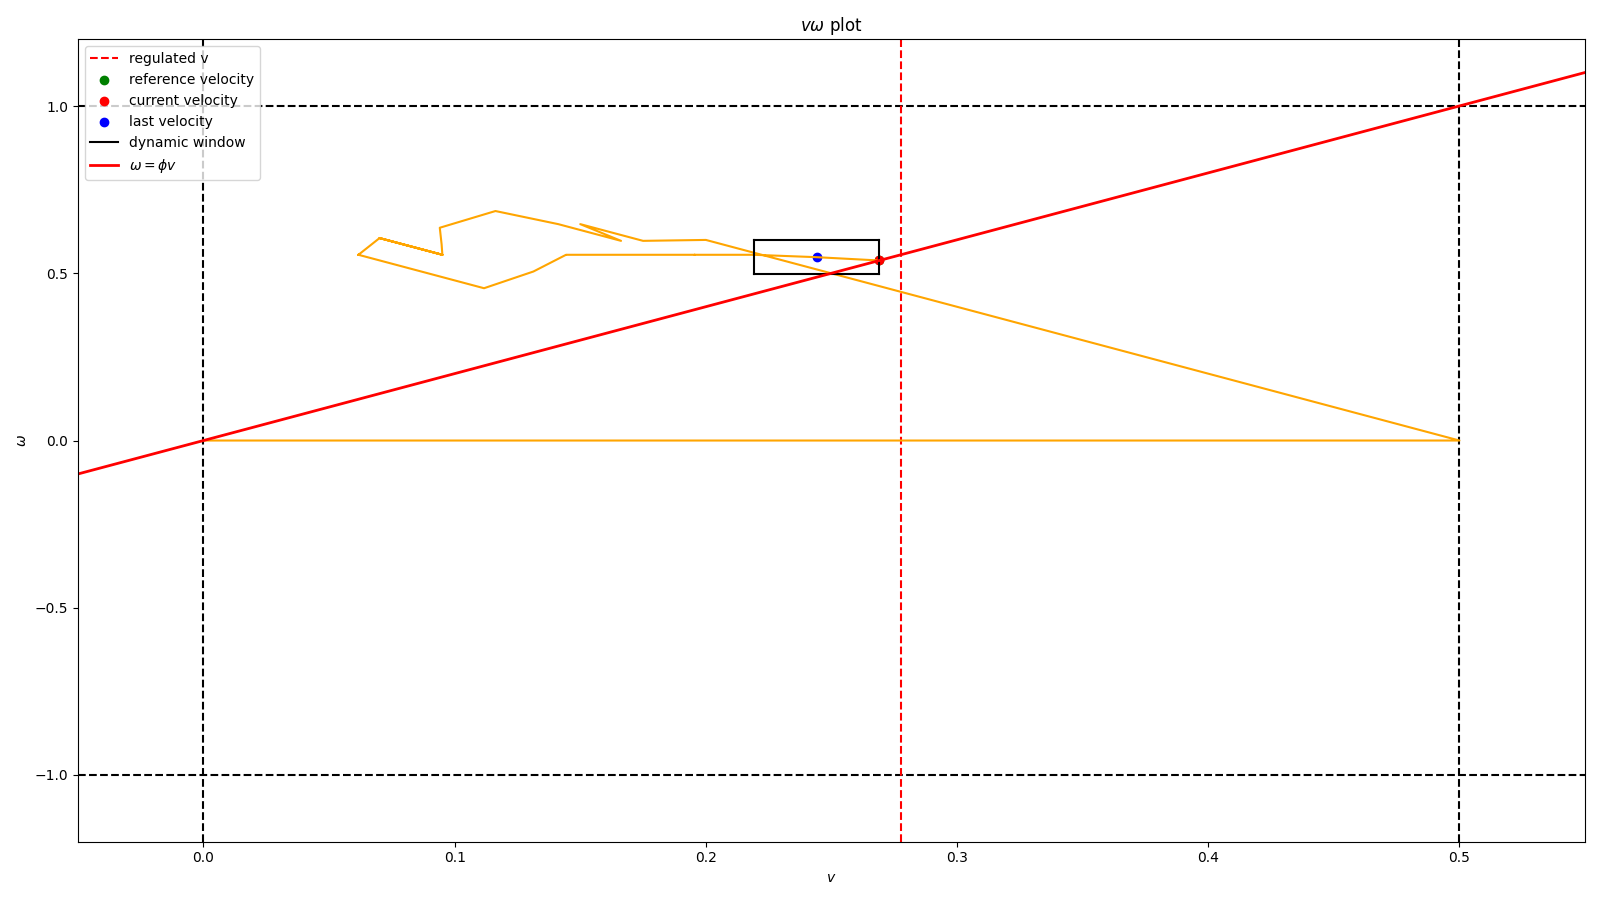 vω plot
regulated v
reference velocity
current velocity
last velocity
dynamic window
ω = ϕv
1.0
0.5
0.0
−0.5
−1.0
ω
0.0 0.1 0.2 0.3 0.4 0.5
v